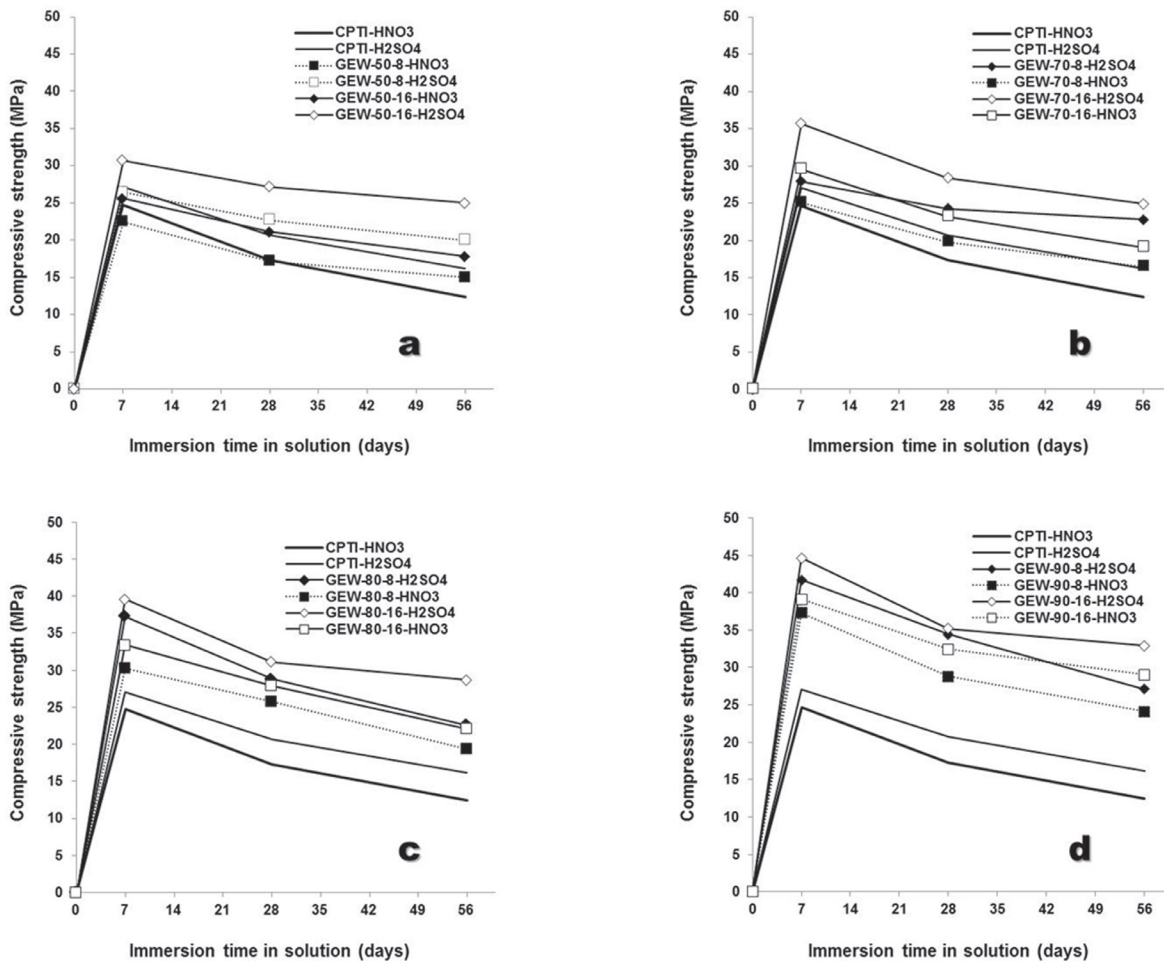 50
45
40
35
30
25
20
15
10
5
0
Compressive strength (MPa)
CPTI-HNO3
CPTI-H2SO4
GEW-50-8-HNO3
GEW-50-8-H2SO4
GEW-50-16-HNO3
GEW-50-16-H2SO4
a
0 7 14 21 28 35 42 49 56
Immersion time in solution (days)
50
45
40
35
30
25
20
15
10
5
0
Compressive strength (MPa)
CPTI-HNO3
CPTI-H2SO4
GEW-70-8-H2SO4
GEW-70-8-HNO3
GEW-70-16-H2SO4
GEW-70-16-HNO3
b
0 7 14 21 28 35 42 49 56
Immersion time in solution (days)
50
45
40
35
30
25
20
15
10
5
0
Compressive strength (MPa)
CPTI-HNO3
CPTI-H2SO4
GEW-80-8-H2SO4
GEW-80-8-HNO3
GEW-80-16-H2SO4
GEW-80-16-HNO3
c
0 7 14 21 28 35 42 49 56
Immersion time in solution (days)
50
45
40
35
30
25
20
15
10
5
0
Compressive strength (MPa)
CPTI-HNO3
CPTI-H2SO4
GEW-90-8-H2SO4
GEW-90-8-HNO3
GEW-90-16-H2SO4
GEW-90-16-HNO3
d
0 7 14 21 28 35 42 49 56
Immersion time in solution (days)